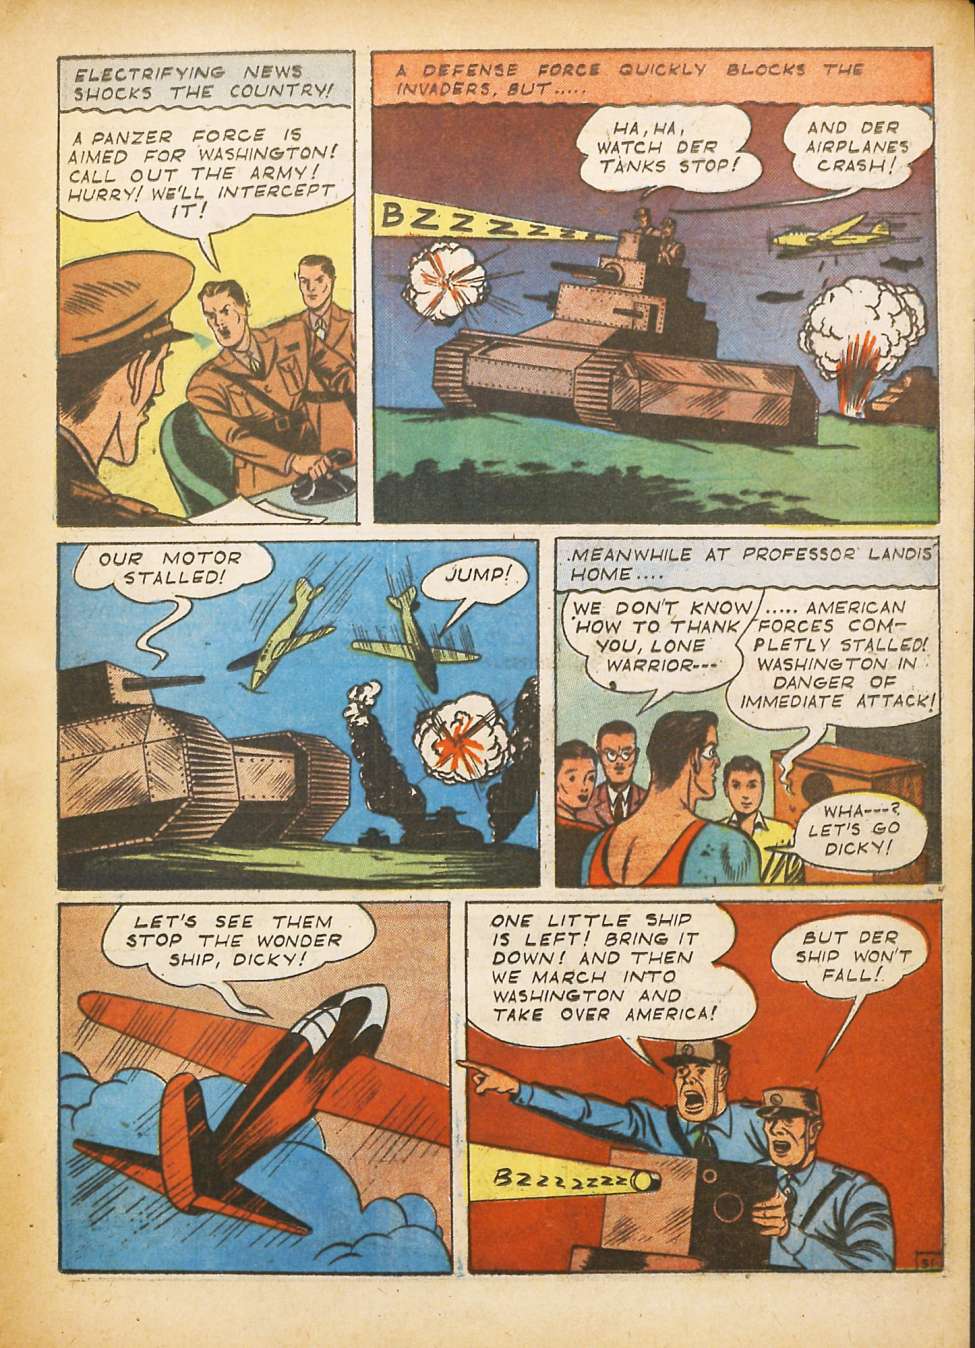 ELECTRIFYING NEWS
SHOCKS THE COUNTRY!
A PANZER FORCE IS
AIMED FOR WASHINGTON!
CALL OUT THE ARMY!
HURRY! WE'LL INTERCEPT
IT!
A DEFENSE FORCE QUICKLY BLOCKS THE
INVADERS, BUT.....
HA, HA,
WATCH DER
TANKS STOP!
AND DER
AIRPLANES
CRASH!
BZZZZZZZ
OUR MOTOR
STALLED!
JUMP!
MEANWHILE AT PROFESSOR LANDIS'
HOME....
WE DON'T KNOW
HOW TO THANK
YOU, LONE
WARRIOR---
..... AMERICAN
FORCES COM-
PLETLY STALLED!
WASHINGTON IN
DANGER OF
IMMEDIATE ATTACK!
WHA---?
LET'S GO
DICKY!
LET'S SEE THEM
STOP THE WONDER
SHIP, DICKY!
ONE LITTLE SHIP
IS LEFT! BRING IT
DOWN! AND THEN
WE MARCH INTO
WASHINGTON AND
TAKE OVER AMERICA!
BUT DER
SHIP WON'T
FALL!
BZZZZZZZ
51